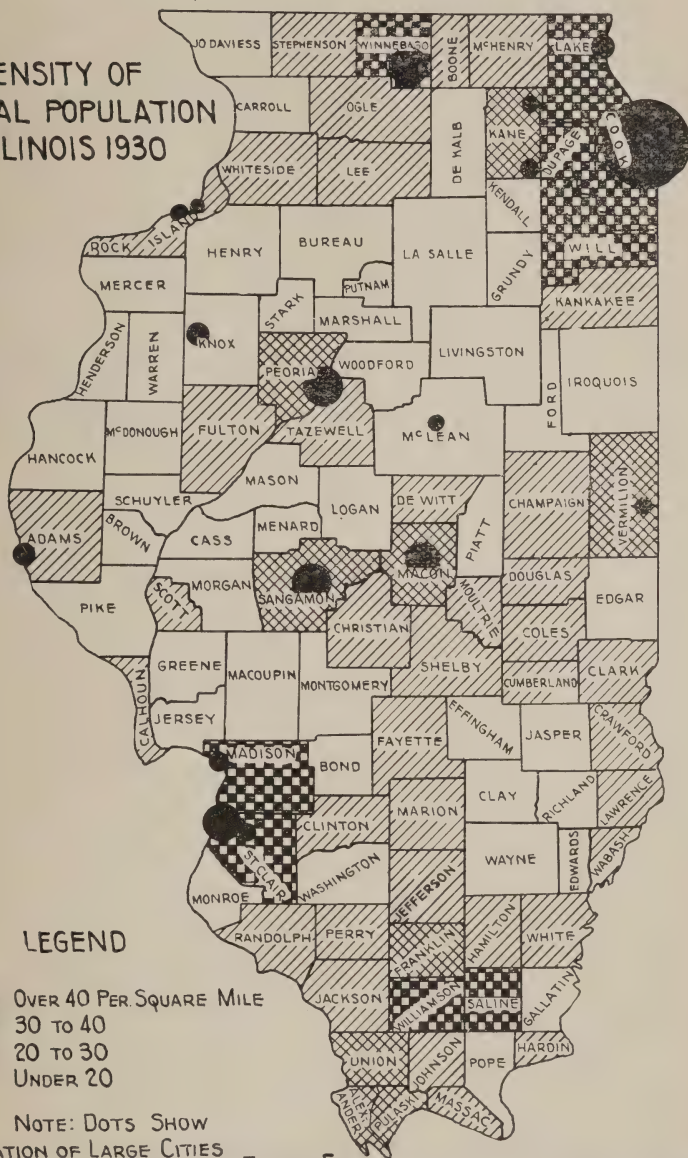 ENSITY OF
AL POPULATION
LINOIS 1930
JO DAVIESS
STEPHENSON
WINNEBAGO
BOONE
McHENRY
LAKE
CARROLL
OGLE
DE KALB
KANE
DU PAGE
COOK
WHITESIDE
LEE
KENDALL
WILL
ROCK ISLAND
HENRY
BUREAU
LA SALLE
GRUNDY
KANKAKEE
MERCER
PUTNAM
STARK
MARSHALL
KNOX
HENDERSON
WARREN
PEORIA
WOODFORD
LIVINGSTON
FORD
IROQUOIS
HANCOCK
McDONOUGH
FULTON
TAZEWELL
McLEAN
MASON
SCHUYLER
LOGAN
DE WITT
CHAMPAIGN
VERMILION
ADAMS
BROWN
CASS
MENARD
PIATT
MACON
PIKE
SCOTT
MORGAN
SANGAMON
CHRISTIAN
MOULTRIE
DOUGLAS
EDGAR
COLES
GREENE
MACOUPIN
MONTGOMERY
SHELBY
CUMBERLAND
CLARK
CALHOUN
JERSEY
MADISON
BOND
FAYETTE
EFFINGHAM
JASPER
CRAWFORD
CLAY
RICHLAND
LAWRENCE
CLINTON
MARION
ST CLAIR
WASHINGTON
WAYNE
EDWARDS
WABASH
MONROE
JEFFERSON
RANDOLPH
PERRY
FRANKLIN
HAMILTON
WHITE
JACKSON
WILLIAMSON
SALINE
GALLATIN
UNION
JOHNSON
POPE
HARDIN
ALEX-
ANDER
PULASKI
MASSAC
LEGEND
OVER 40 PER SQUARE MILE
30 TO 40
20 TO 30
UNDER 20
NOTE: DOTS SHOW
ATION OF LARGE CITIES